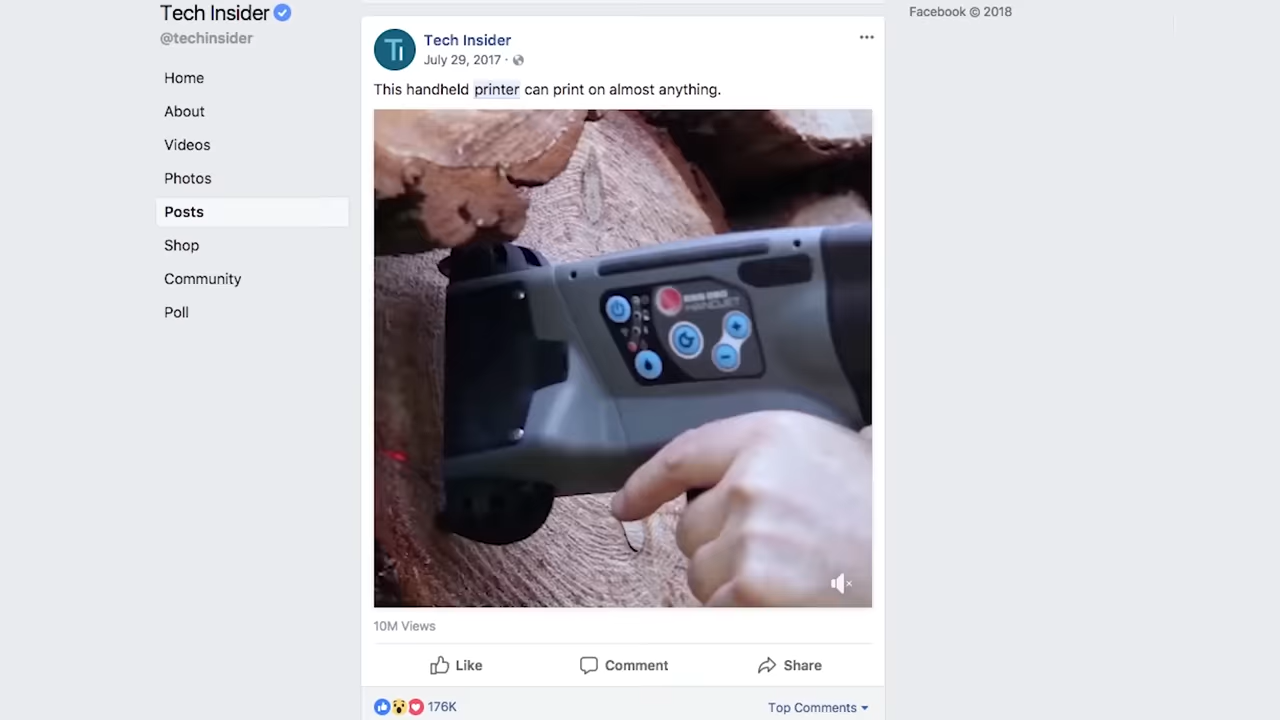 Tech Insider
@techinsider
Home
About
Videos
Photos
Posts
Shop
Community
Poll
Tech Insider
July 29, 2017 ·
This handheld printer can print on almost anything.
10M Views
Like
Comment
Share
176K
Top Comments
Facebook © 2018
TI